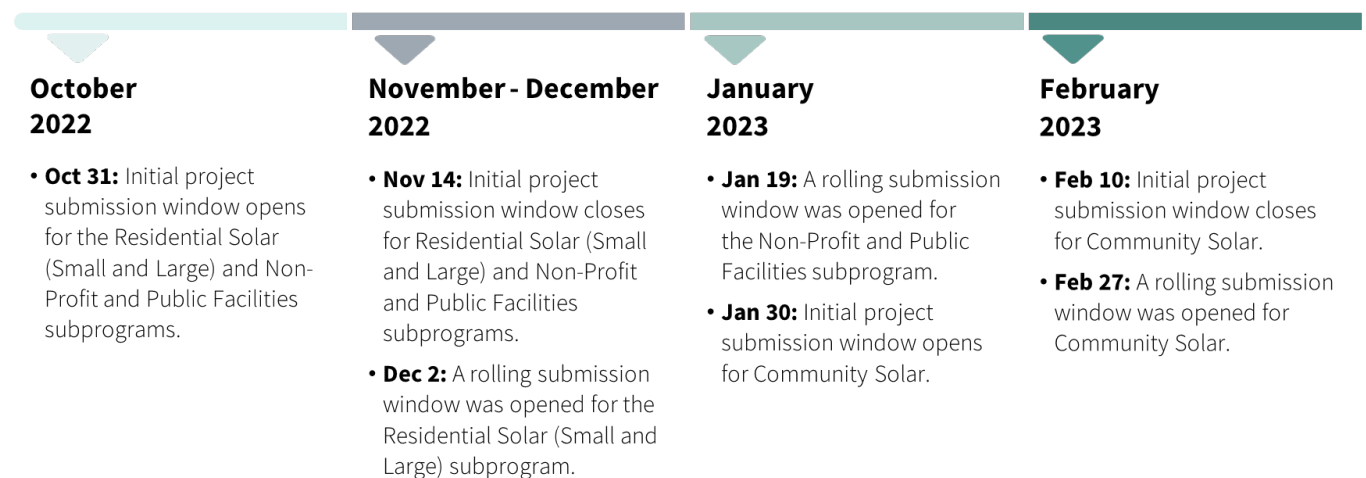 October
2022
• Oct 31: Initial project
submission window opens
for the Residential Solar
(Small and Large) and Non-
Profit and Public Facilities
subprograms.
November - December
2022
• Nov 14: Initial project
submission window closes
for Residential Solar (Small
and Large) and Non-Profit
and Public Facilities
subprograms.
• Dec 2: A rolling submission
window was opened for the
Residential Solar (Small and
Large) subprogram.
January
2023
• Jan 19: A rolling submission
window was opened for
the Non-Profit and Public
Facilities subprogram.
• Jan 30: Initial project
submission window opens
for Community Solar.
February
2023
• Feb 10: Initial project
submission window closes
for Community Solar.
• Feb 27: A rolling submission
window was opened for
Community Solar.